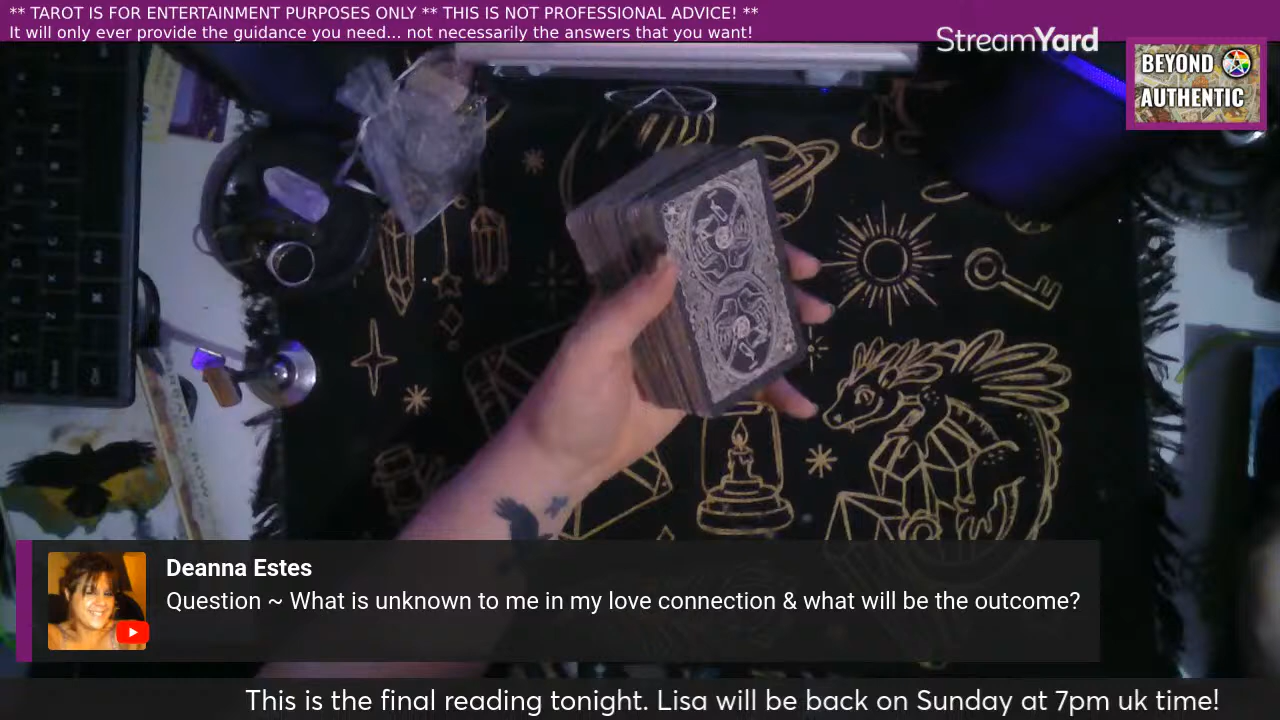 ** TAROT IS FOR ENTERTAINMENT PURPOSES ONLY ** THIS IS NOT PROFESSIONAL ADVICE! **
It will only ever provide the guidance you need... not necessarily the answers that you want!
StreamYard
BEYOND
AUTHENTIC
Deanna Estes
Question ~ What is unknown to me in my love connection & what will be the outcome?
This is the final reading tonight. Lisa will be back on Sunday at 7pm uk time!